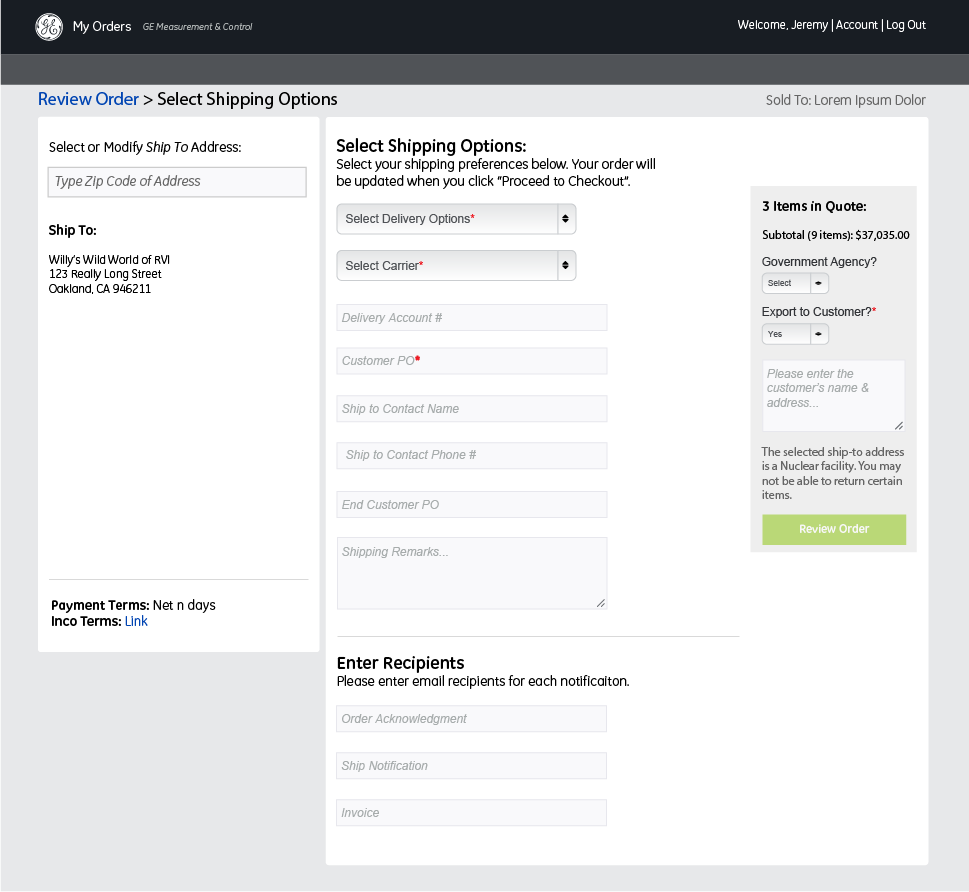 GE My Orders GE Measurement & Control
Welcome, Jeremy | Account | Log Out
Review Order > Select Shipping Options
Sold To: Lorem Ipsum Dolor
Select or Modify Ship To Address:
Type Zip Code of Address
Ship To:
Willy's Wild World of RVI
123 Really Long Street
Oakland, CA 946211
Payment Terms: Net n days
Inco Terms: Link
Select Shipping Options:
Select your shipping preferences below. Your order will
be updated when you click "Proceed to Checkout".
Select Delivery Options*
Select Carrier*
Delivery Account #
Customer PO*
Ship to Contact Name
Ship to Contact Phone #
End Customer PO
Shipping Remarks...
Enter Recipients
Please enter email recipients for each notificaiton.
Order Acknowledgment
Ship Notification
Invoice
3 Items in Quote:
Subtotal (9 items): $37,035.00
Government Agency?
Select
Export to Customer?*
Yes
Please enter the
customer's name &
address...
The selected ship-to address
is a Nuclear facility. You may
not be able to return certain
items.
Review Order